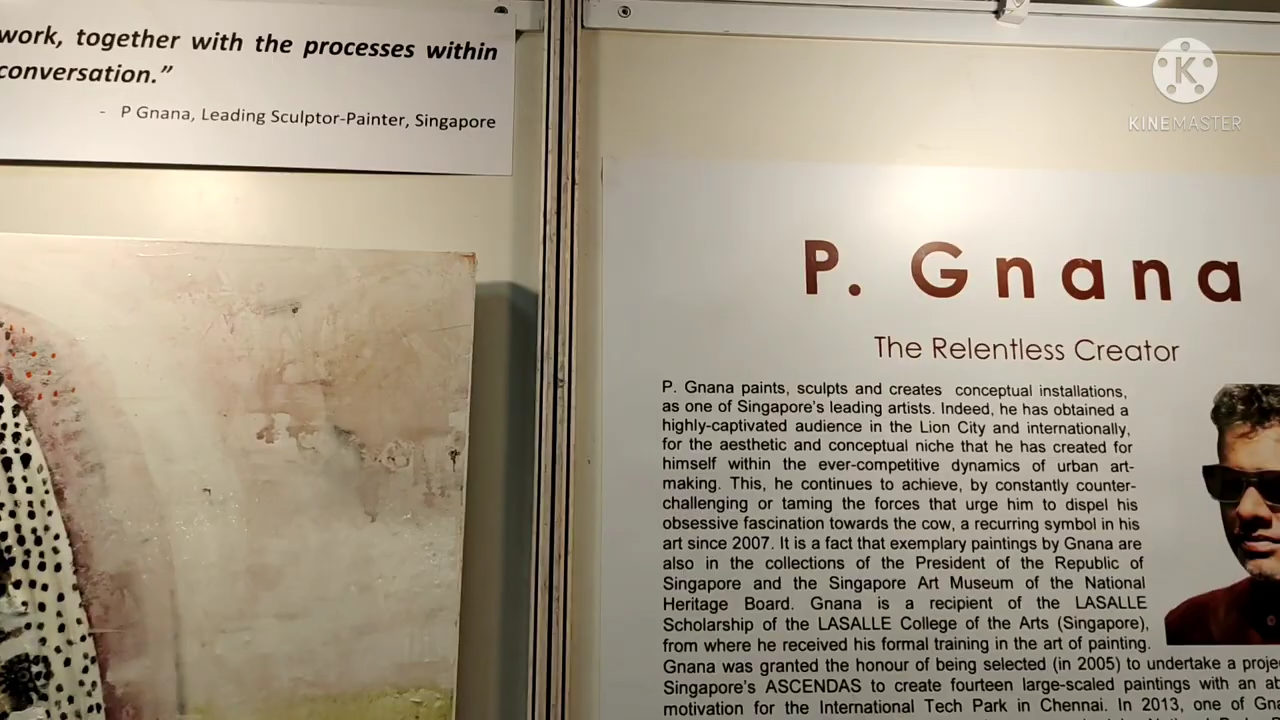 work, together with the processes within
conversation.”
- P Gnana, Leading Sculptor-Painter, Singapore
KINEMASTER
P. Gnana
The Relentless Creator
P. Gnana paints, sculpts and creates conceptual installations,
as one of Singapore's leading artists. Indeed, he has obtained a
highly-captivated audience in the Lion City and internationally,
for the aesthetic and conceptual niche that he has created for
himself within the ever-competitive dynamics of urban art-
making. This, he continues to achieve, by constantly counter-
challenging or taming the forces that urge him to dispel his
obsessive fascination towards the cow, a recurring symbol in his
art since 2007. It is a fact that exemplary paintings by Gnana are
also in the collections of the President of the Republic of
Singapore and the Singapore Art Museum of the National
Heritage Board. Gnana is a recipient of the LASALLE
Scholarship of the LASALLE College of the Arts (Singapore),
from where he received his formal training in the art of painting.
Gnana was granted the honour of being selected (in 2005) to undertake a
Singapore's ASCENDAS to create fourteen large-scaled paintings with an
motivation for the International Tech Park in Chennai. In 2013, one of